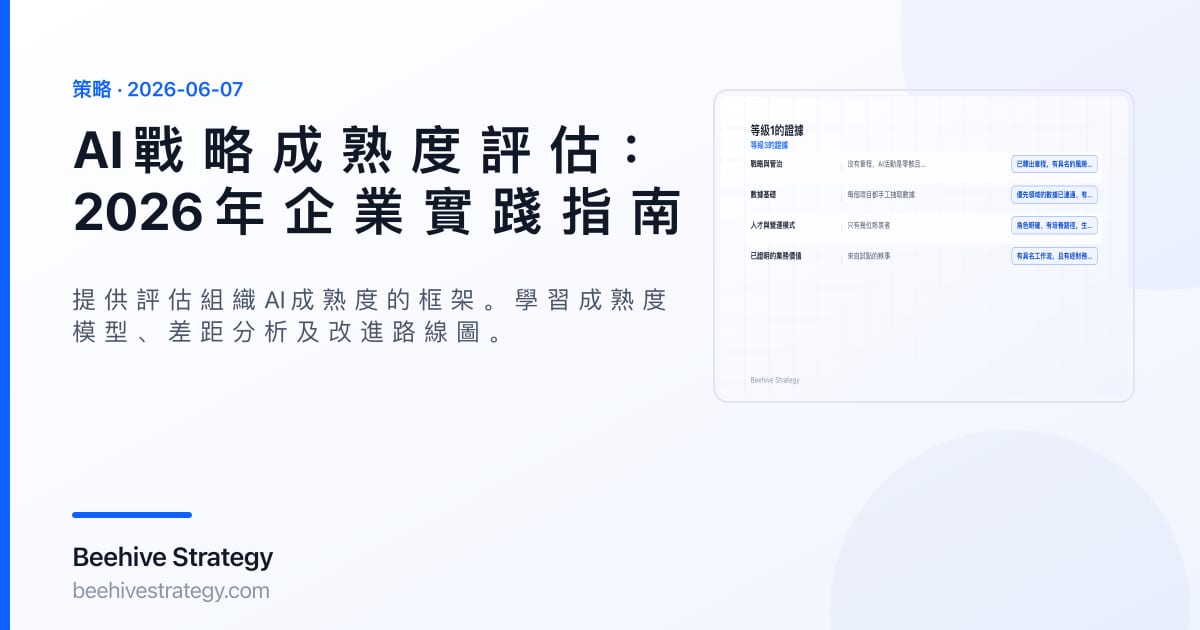 策略 · 2026-06-07
AI戰略成熟度評估：
2026年企業實踐指南
提供評估組織AI成熟度的框架。學習成熟度
模型、差距分析及改進路線圖。
等級1的證據
等級3的證據
戰略與管治 沒有章程，AI活動是零散且... 已釋出章程，有具名的風險...
數據基礎 每個項目都手工抽取數據 優先領域的數據已連通、有...
人才與營運模式 只有幾位熱衷者 角色明確、有培養路徑，生...
已證明的業務價值 來自試點的軼事 有具名工作流，且有經財務...
Beehive Strategy
Beehive Strategy
beehivestrategy.com